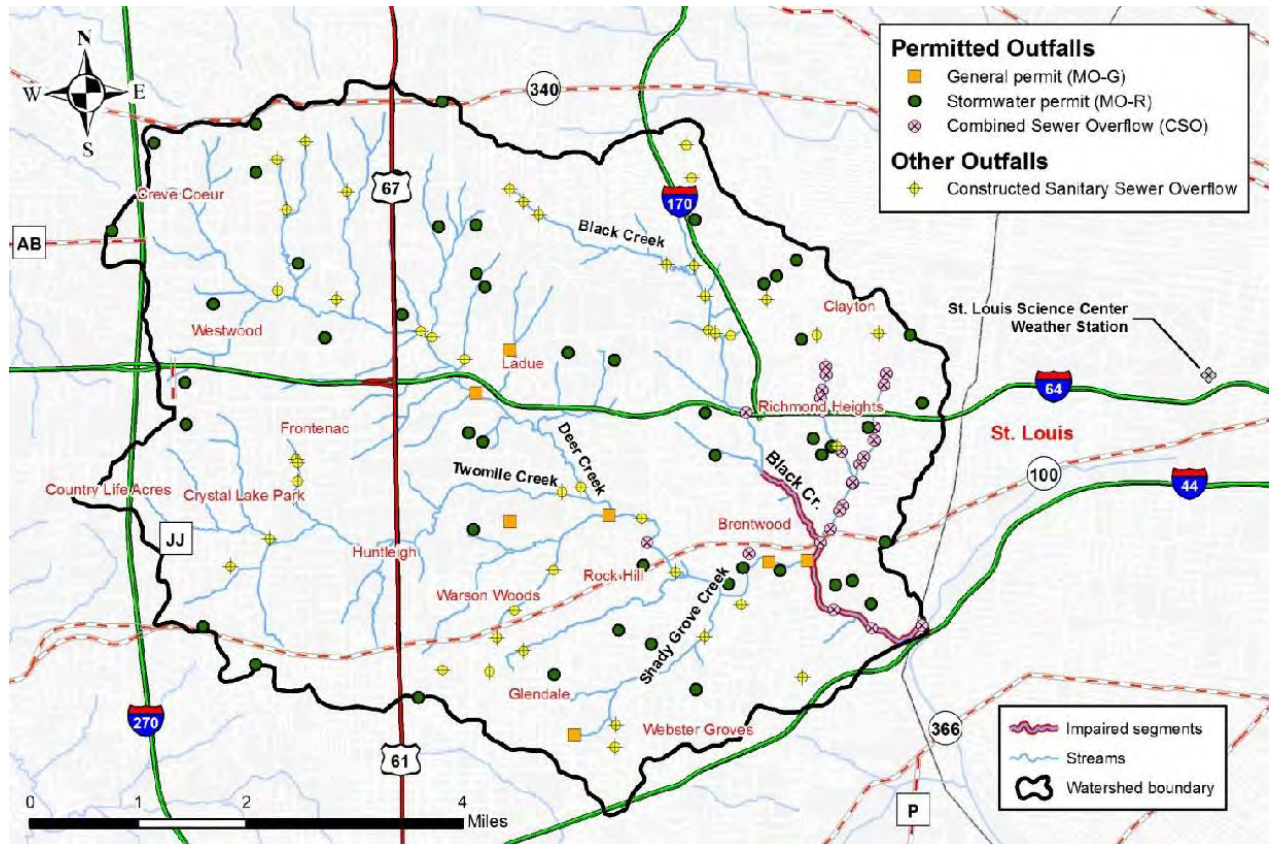 N
W
E
S
340
67
170
AB
Creve Coeur
Black Creek
Clayton
Westwood
Ladue
St. Louis Science Center
Weather Station
64
Richmond Heights
St. Louis
Frontenac
Deer Creek
Twomile Creek
Black Cr.
100
44
Country Life Acres
Crystal Lake Park
JJ
Huntleigh
Brentwood
Rock Hill
Warson Woods
Shady Grove Creek
Glendale
Webster Groves
270
61
366
P
0
2
4
Miles
Permitted Outfalls
General permit (MO-G)
Stormwater permit (MO-R)
Combined Sewer Overflow (CSO)
Other Outfalls
Constructed Sanitary Sewer Overflow
Impaired segments
Streams
Watershed boundary